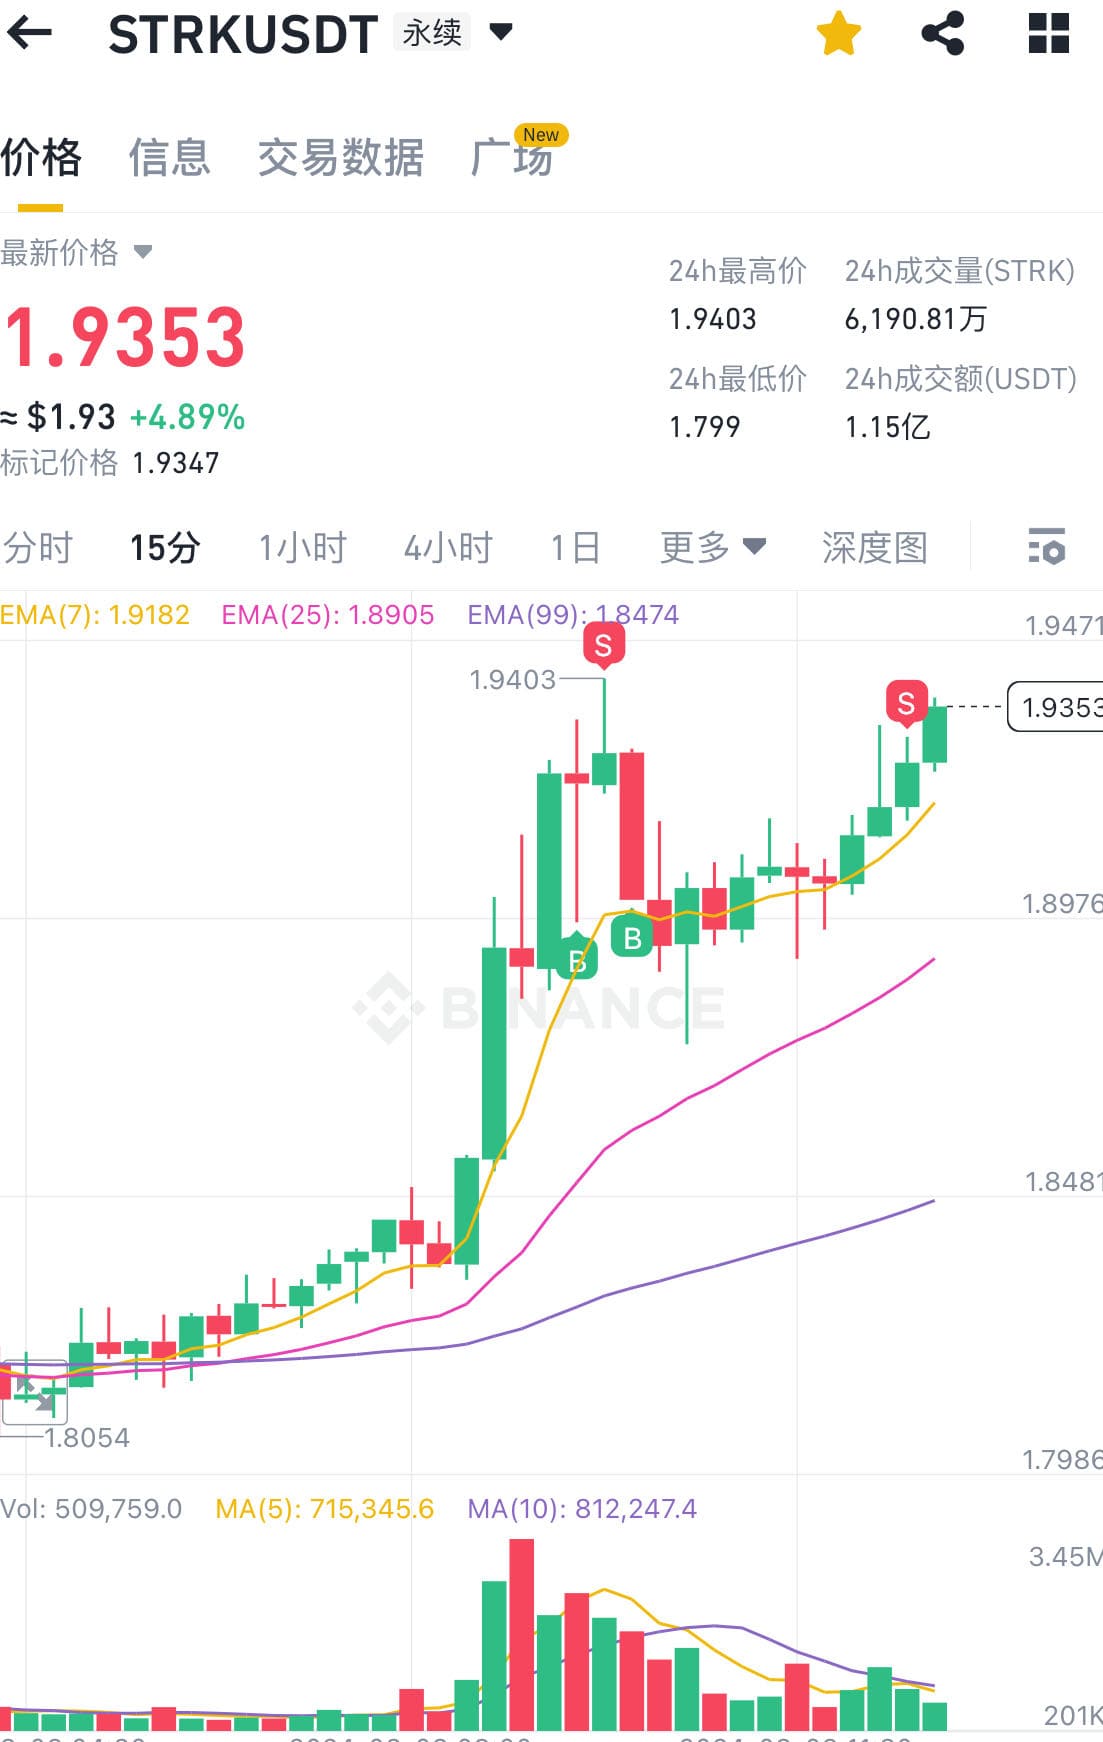 STRKUSDT 永续
价格 信息 交易数据 广场 New
最新价格
1.9353
≈ $1.93 +4.89%
标记价格 1.9347
24h最高价 24h成交量(STRK)
1.9403 6,190.81万
24h最低价 24h成交额(USDT)
1.799 1.15亿
分时 15分 1小时 4小时 1日 更多 深度图
EMA(7): 1.9182 EMA(25): 1.8905 EMA(99): 1.8474
1.9471
S
1.9403
S
1.9353
1.8976
B
B
BINANCE
1.8481
1.8054
1.7986
Vol: 509,759.0 MA(5): 715,345.6 MA(10): 812,247.4
3.45M
201K